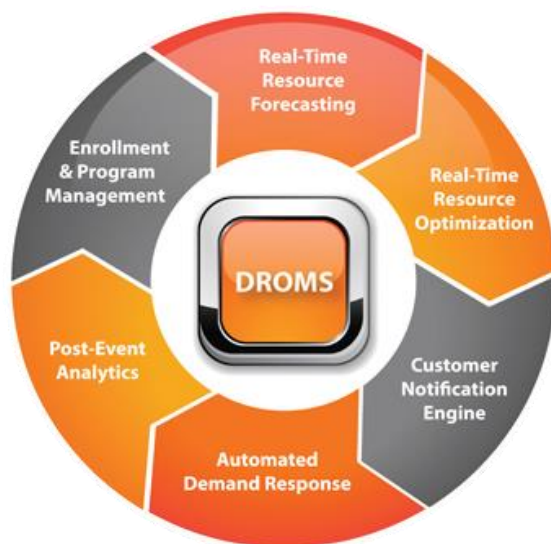 Real-Time
Resource
Forecasting
Real-Time
Resource
Optimization
Customer
Notification
Engine
Automated
Demand Response
Post-Event
Analytics
Enrollment
& Program
Management
DROMS